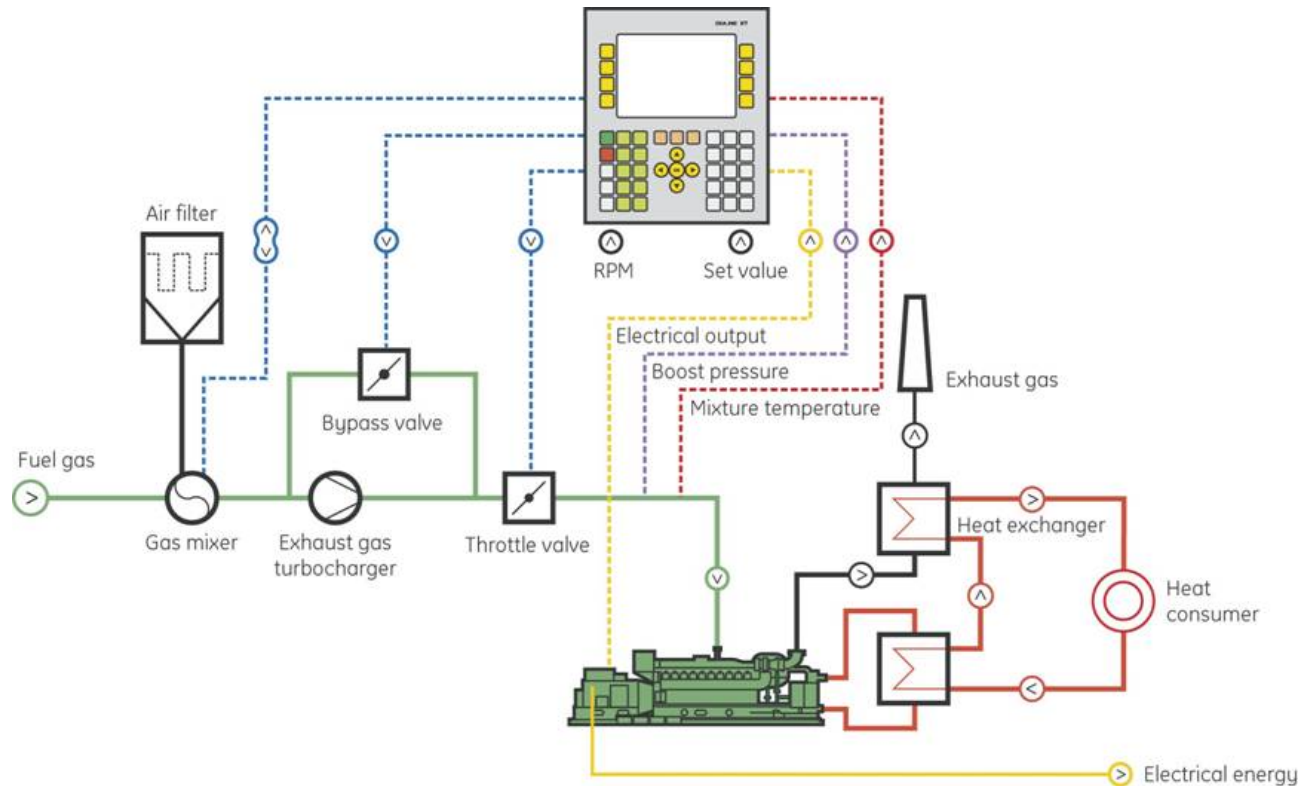 Air filter
RPM
Set value
Electrical output
Boost pressure
Mixture temperature
Exhaust gas
Bypass valve
Fuel gas
Gas mixer
Exhaust gas
turbocharger
Throttle valve
Heat exchanger
Heat
consumer
Electrical energy